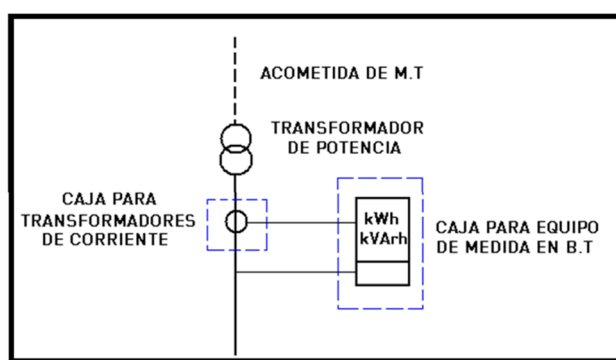 ACOMETIDA DE M.T
TRANSFORMADOR
DE POTENCIA
CAJA PARA
TRANSFORMADORES
DE CORRIENTE
kWh
kVArh
CAJA PARA EQUIPO
DE MEDIDA EN B.T